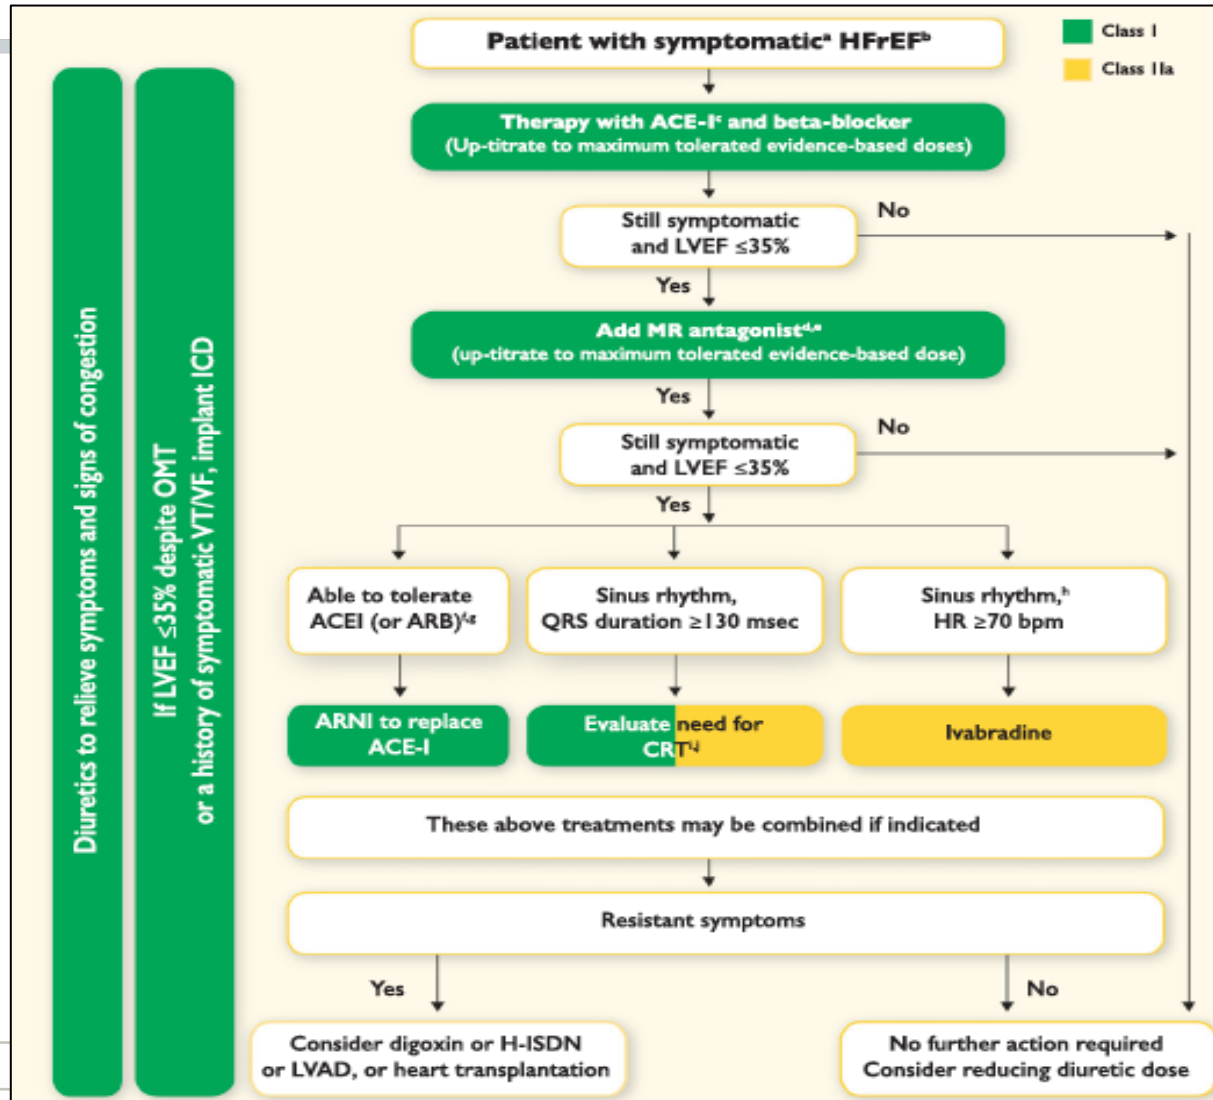 Patient with symptomaticᵃ HFrEFᵇ
Class I
Class IIa
Therapy with ACE-Iᶜ and beta-blocker
(Up-titrate to maximum tolerated evidence-based doses)
Still symptomatic
and LVEF ≤35%
No
Yes
Add MR antagonistᵈ,ᵉ
(up-titrate to maximum tolerated evidence-based dose)
Yes
Still symptomatic
and LVEF ≤35%
No
Yes
Able to tolerate
ACEI (or ARB)ᶠ,ᵍ
Sinus rhythm,
QRS duration ≥130 msec
Sinus rhythm,ʰ
HR ≥70 bpm
ARNI to replace
ACE-I
Evaluate need for
CRTⁱ,ʲ
Ivabradine
These above treatments may be combined if indicated
Resistant symptoms
Yes
No
Consider digoxin or H-ISDN
or LVAD, or heart transplantation
No further action required
Consider reducing diuretic dose
Diuretics to relieve symptoms and signs of congestion
If LVEF ≤35% despite OMT
or a history of symptomatic VT/VF, implant ICD